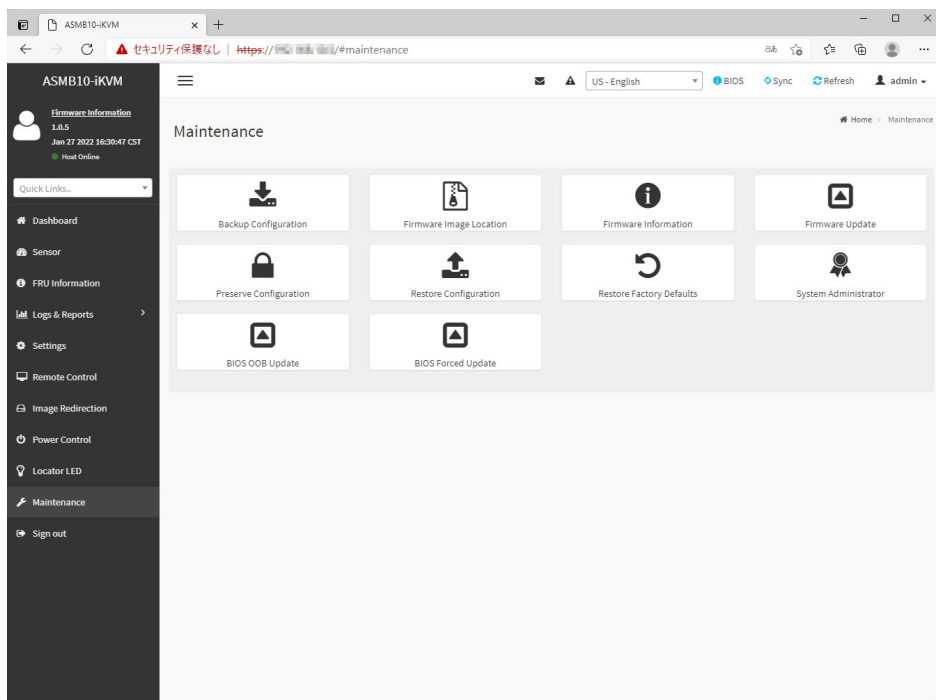 ASMB10-iKVM
セキュリティ保護なし | https:// /#maintenance
ASMB10-iKVM
US - English
BIOS
Sync
Refresh
admin
Firmware Information
1.0.5
Jan 27 2022 16:30:47 CST
Host Online
Maintenance
Home > Maintenance
Quick Links..
Dashboard
Sensor
FRU Information
Logs & Reports
Settings
Remote Control
Image Redirection
Power Control
Locator LED
Maintenance
Sign out
Backup Configuration
Firmware Image Location
Firmware Information
Firmware Update
Preserve Configuration
Restore Configuration
Restore Factory Defaults
System Administrator
BIOS OOB Update
BIOS Forced Update